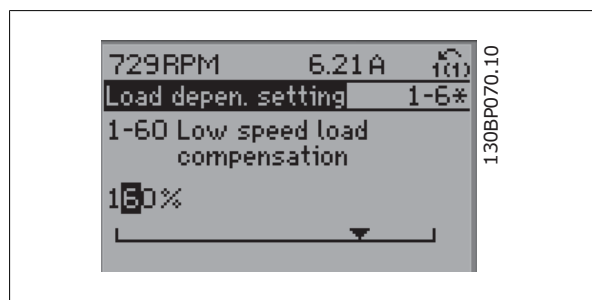 729RPM 6.21A 1(1)
Load depen. setting 1-6*
1-60 Low speed load
compensation
160%
130BP070.10